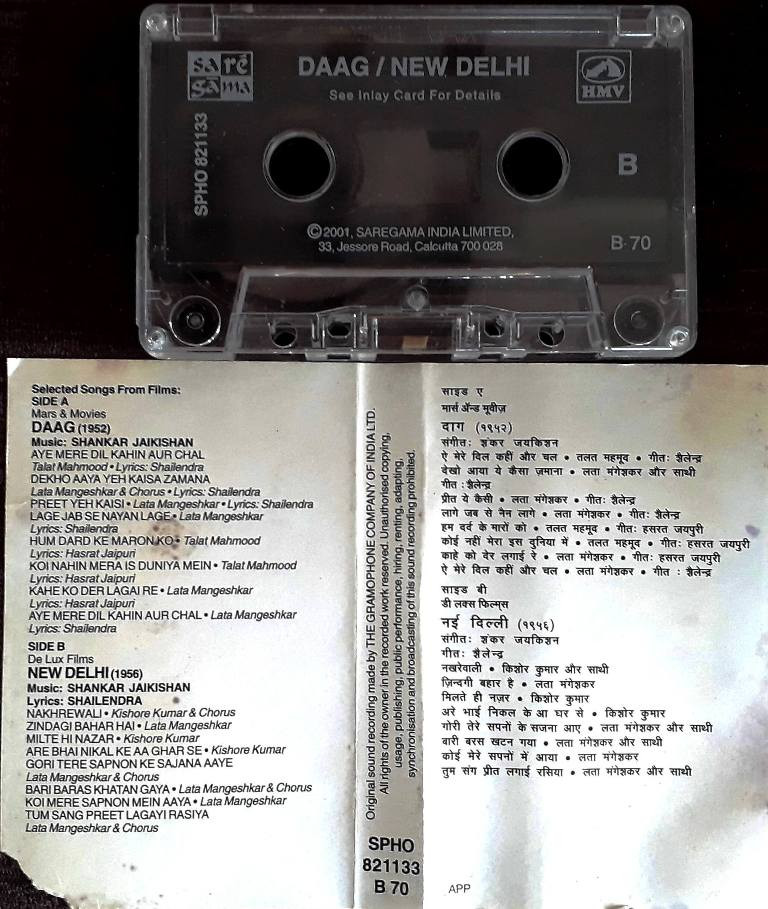 sa ré
ga ma
DAAG / NEW DELHI
See Inlay Card For Details
HMV
SPHO 821133
B
©2001, SAREGAMA INDIA LIMITED,
33, Jessore Road, Calcutta 700 028
B-70
Selected Songs From Films:
SIDE A
Mars & Movies
DAAG (1952)
Music: SHANKAR JAIKISHAN
AYE MERE DIL KAHIN AUR CHAL
Talat Mahmood • Lyrics: Shailendra
DEKHO AAYA YEH KAISA ZAMANA
Lata Mangeshkar & Chorus • Lyrics: Shailendra
PREET YEH KAISI • Lata Mangeshkar • Lyrics: Shailendra
LAGE JAB SE NAYAN LAGE • Lata Mangeshkar
Lyrics: Shailendra
HUM DARD KE MARON KO • Talat Mahmood
Lyrics: Hasrat Jaipuri
KOI NAHIN MERA IS DUNIYA MEIN • Talat Mahmood
Lyrics: Hasrat Jaipuri
KAHE KO DER LAGAI RE • Lata Mangeshkar
Lyrics: Hasrat Jaipuri
AYE MERE DIL KAHIN AUR CHAL • Lata Mangeshkar
Lyrics: Shailendra
SIDE B
De Lux Films
NEW DELHI (1956)
Music: SHANKAR JAIKISHAN
Lyrics: SHAILENDRA
NAKHREWALI • Kishore Kumar & Chorus
ZINDAGI BAHAR HAI • Lata Mangeshkar
MILTE HI NAZAR • Kishore Kumar
ARE BHAI NIKAL KE AA GHAR SE • Kishore Kumar
GORI TERE SAPNON KE SAJANA AAYE
Lata Mangeshkar & Chorus
BARI BARAS KHATAN GAYA • Lata Mangeshkar & Chorus
KOI MERE SAPNON MEIN AAYA • Lata Mangeshkar
TUM SANG PREET LAGAYI RASIYA
Lata Mangeshkar & Chorus
Original sound recording made by THE GRAMOPHONE COMPANY OF INDIA LTD.
All rights of the owner in the recorded work reserved. Unauthorised copying,
usage, publishing, public performance, hiring, renting, adapting,
synchronisation and broadcasting of this sound recording prohibited.
SPHO
821133
B 70
साइड ए
मार्स ॲन्ड मूवीज़
दाग (१९५२)
संगीतः शंकर जयकिशन
ऐ मेरे दिल कहीं और चल • तलत महमूद • गीतः शैलेन्द्र
देखो आया ये कैसा ज़माना • लता मंगेशकर और साथी
गीत : शैलेन्द्र
प्रीत ये कैसी • लता मंगेशकर • गीतः शैलेन्द्र
लागे जब से नैन लागे • लता मंगेशकर • गीतः शैलेन्द्र
हम दर्द के मारों को • तलत महमूद • गीतः हसरत जयपुरी
कोई नहीं मेरा इस दुनिया में • तलत महमूद • गीतः हसरत जयपुरी
काहे को देर लगाई रे • लता मंगेशकर • गीतः हसरत जयपुरी
ऐ मेरे दिल कहीं और चल • लता मंगेशकर • गीत : शैलेन्द्र
साइड बी
डी लक्स फिल्म्स
नई दिल्ली (१९५६)
संगीतः शंकर जयकिशन
गीतः शैलेन्द्र
नखरेवाली • किशोर कुमार और साथी
ज़िन्दगी बहार है • लता मंगेशकर
मिलते ही नज़र • किशोर कुमार
अरे भाई निकल के आ घर से • किशोर कुमार
गोरी तेरे सपनों के सजना आए • लता मंगेशकर और साथी
बारी बरस खटन गया • लता मंगेशकर और साथी
कोई मेरे सपनों में आया • लता मंगेशकर
तुम संग प्रीत लगाई रसिया • लता मंगेशकर और साथी
APP